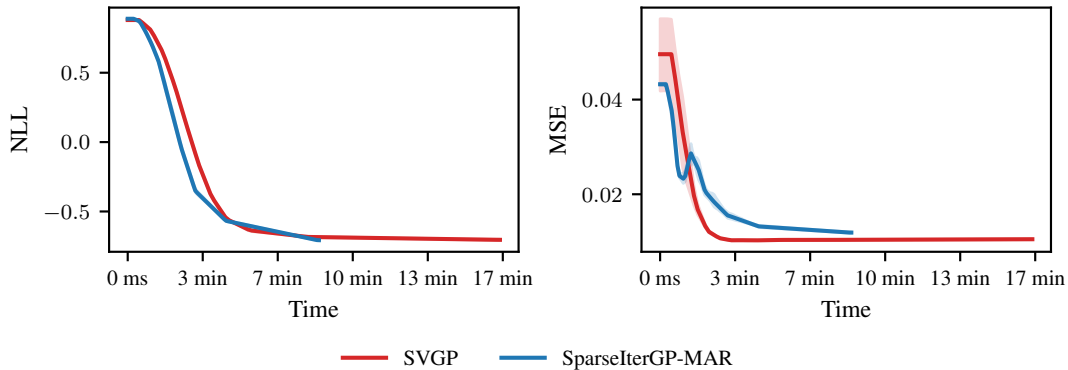 NLL
0.5
0.0
−0.5
0 ms 3 min 7 min 10 min 13 min 17 min
Time
MSE
0.04
0.02
0 ms 3 min 7 min 10 min 13 min 17 min
Time
SVGP SparseIterGP-MAR